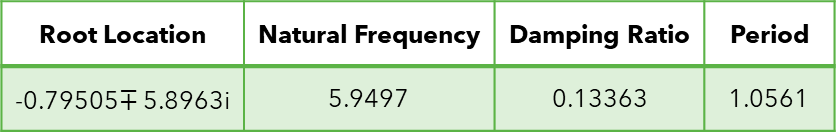 Root Location Natural Frequency Damping Ratio Period
-0.79505∓ 5.8963i 5.9497 0.13363 1.0561